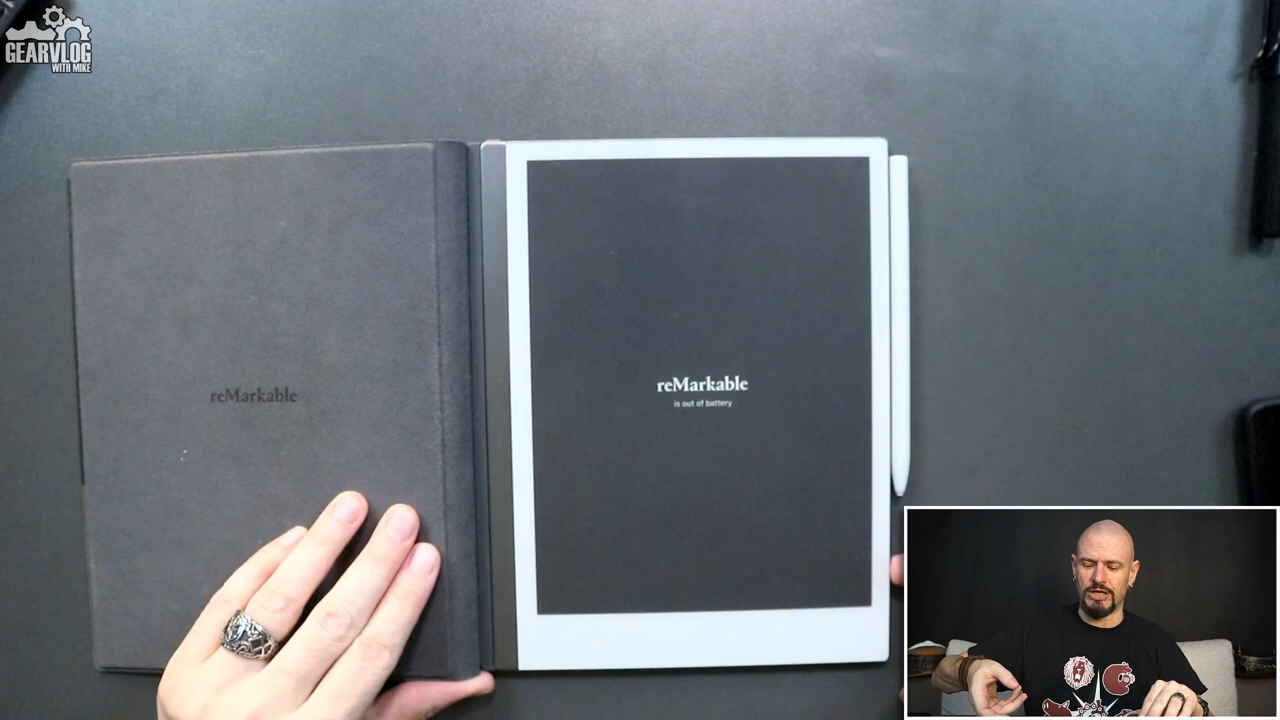 GEARVLOG
WITH MIKE
reMarkable
reMarkable
is out of battery